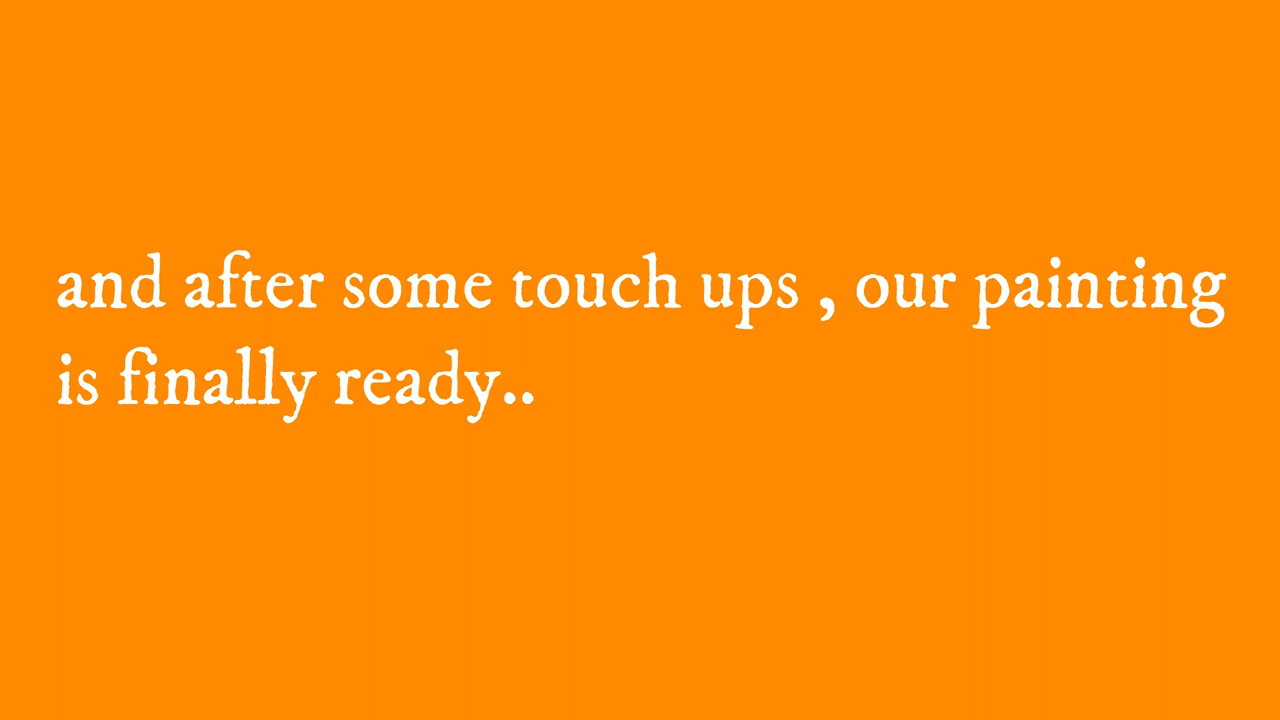 and after some touch ups , our painting
is finally ready..